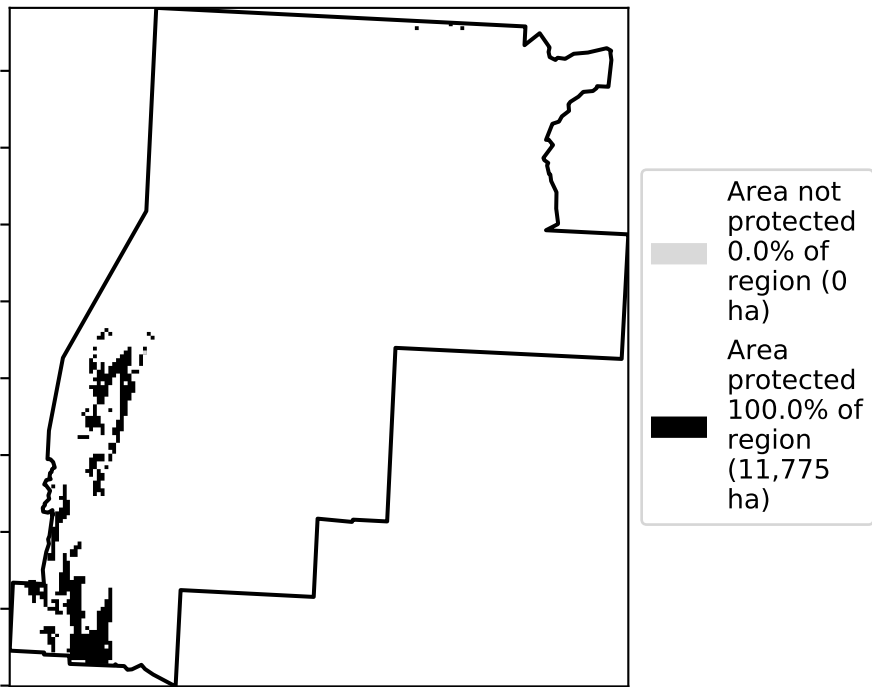 Area not
protected
0.0% of
region (0
ha)
Area
protected
100.0% of
region
(11,775
ha)